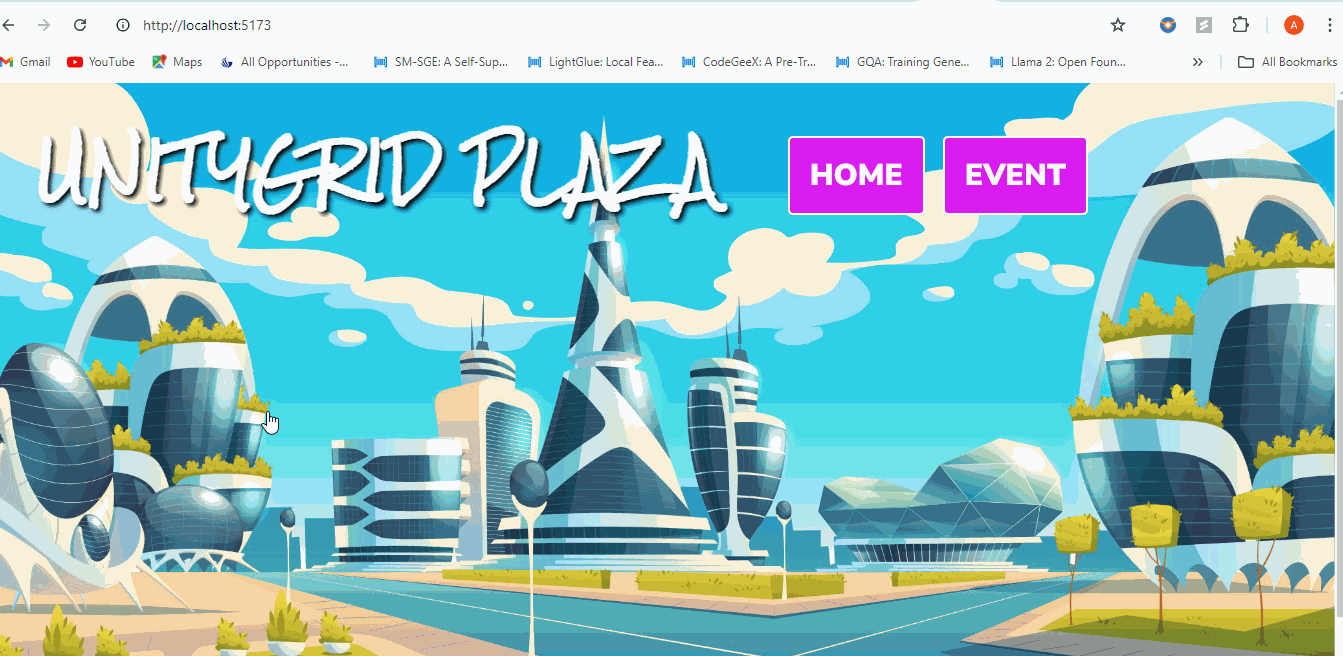 http://localhost:5173
A
Gmail
YouTube
Maps
All Opportunities -...
SM-SGE: A Self-Sup...
LightGlue: Local Fea...
CodeGeeX: A Pre-Tr...
GQA: Training Gene...
Llama 2: Open Foun...
All Bookmarks
UNITYGRID PLAZA
HOME
EVENT